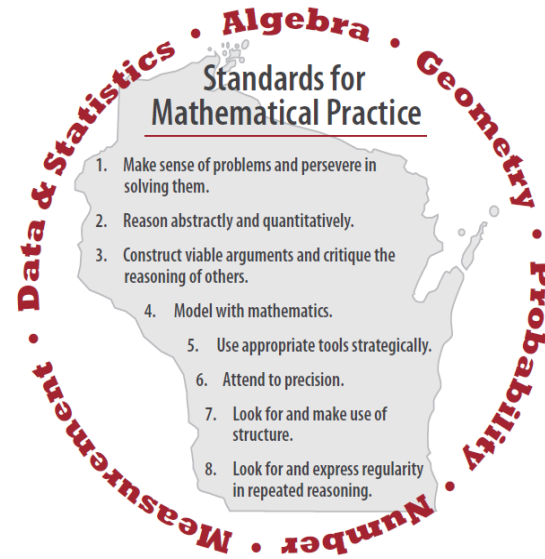 Data & Statistics • Algebra • Geometry • Probability • Number • Measurement •
Standards for
Mathematical Practice
1. Make sense of problems and persevere in
solving them.
2. Reason abstractly and quantitatively.
3. Construct viable arguments and critique the
reasoning of others.
4. Model with mathematics.
5. Use appropriate tools strategically.
6. Attend to precision.
7. Look for and make use of
structure.
8. Look for and express regularity
in repeated reasoning.